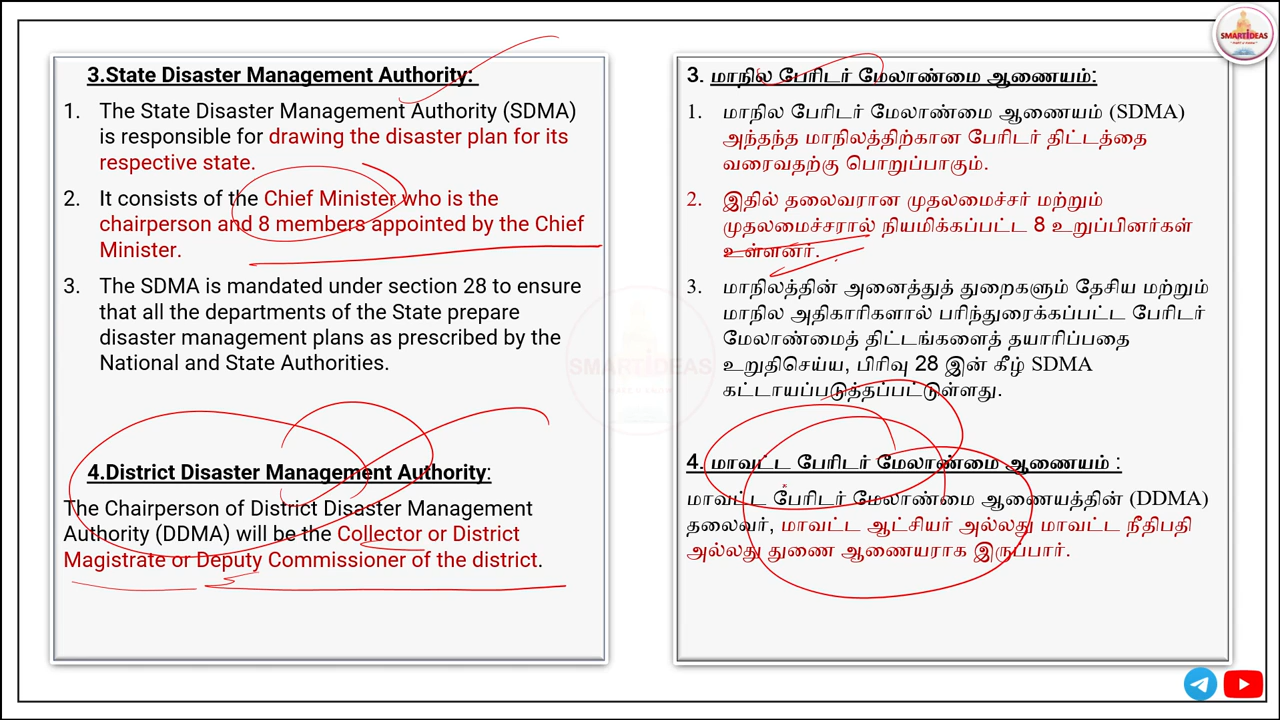 SMARTIDEAS
3.State Disaster Management Authority:
1. The State Disaster Management Authority (SDMA)
is responsible for drawing the disaster plan for its
respective state.
2. It consists of the Chief Minister who is the
chairperson and 8 members appointed by the Chief
Minister.
3. The SDMA is mandated under section 28 to ensure
that all the departments of the State prepare
disaster management plans as prescribed by the
National and State Authorities.
4.District Disaster Management Authority:
The Chairperson of District Disaster Management
Authority (DDMA) will be the Collector or District
Magistrate or Deputy Commissioner of the district.
3. மாநில பேரிடர் மேலாண்மை ஆணையம்:
1. மாநில பேரிடர் மேலாண்மை ஆணையம் (SDMA)
அந்தந்த மாநிலத்திற்கான பேரிடர் திட்டத்தை
வரைவதற்கு பொறுப்பாகும்.
2. இதில் தலைவரான முதலமைச்சர் மற்றும்
முதலமைச்சரால் நியமிக்கப்பட்ட 8 உறுப்பினர்கள்
உள்ளனர்.
3. மாநிலத்தின் அனைத்துத் துறைகளும் தேசிய மற்றும்
மாநில அதிகாரிகளால் பரிந்துரைக்கப்பட்ட பேரிடர்
மேலாண்மைத் திட்டங்களைத் தயாரிப்பதை
உறுதிசெய்ய, பிரிவு 28 இன் கீழ் SDMA
கட்டாயப்படுத்தப்பட்டுள்ளது.
4. மாவட்ட பேரிடர் மேலாண்மை ஆணையம் :
மாவட்ட பேரிடர் மேலாண்மை ஆணையத்தின் (DDMA)
தலைவர், மாவட்ட ஆட்சியர் அல்லது மாவட்ட நீதிபதி
அல்லது துணை ஆணையராக இருப்பார்.
SMARTIDEAS